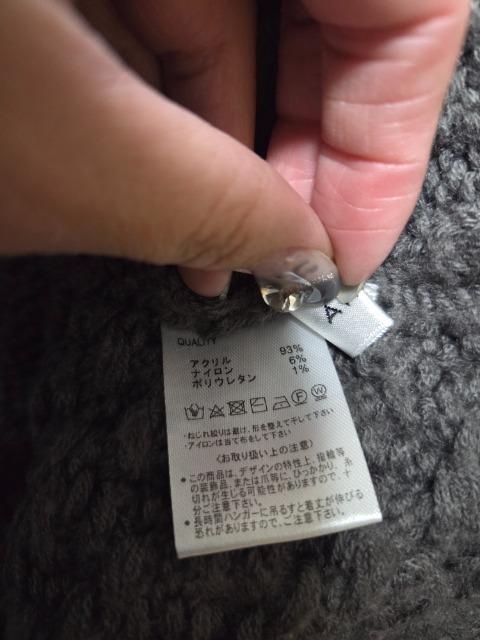 QUALITY
アクリル 93%
ナイロン 6%
ポリウレタン 1%
・ねじれ絞りは避け、形を整えて干して下さい
・アイロンは当て布をして下さい
〈お取り扱い上の注意〉
●この商品は、デザインの特性上、指輪等
の装飾品、または爪等に、ひっかかり、糸
切れが生じる可能性がありますので、十
分ご注意下さい。
●長時間ハンガーに吊るすと着丈が伸びる
恐れがありますので、ご注意下さい。
A